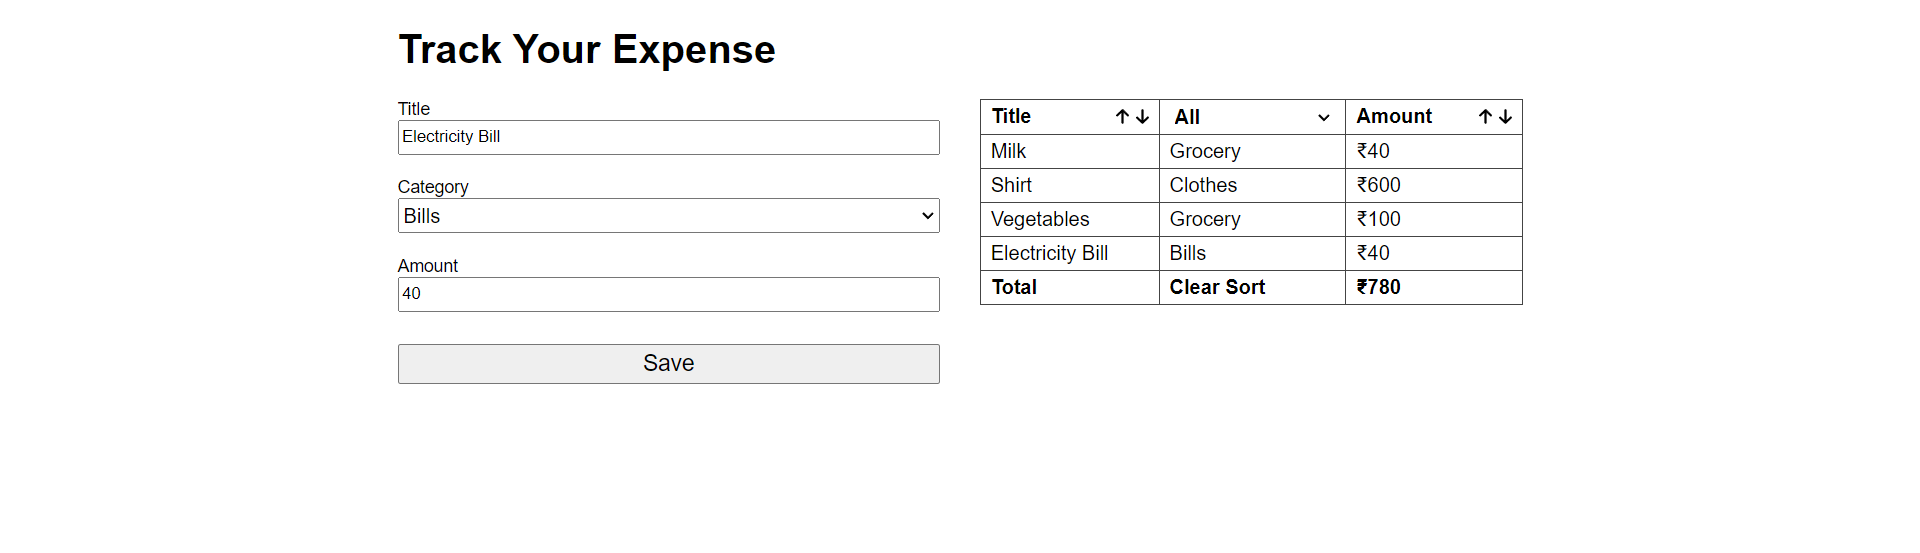 Track Your Expense
Title
Electricity Bill
Category
Bills
Amount
40
Save
Title ↑↓ All Amount ↑↓
Milk Grocery ₹40
Shirt Clothes ₹600
Vegetables Grocery ₹100
Electricity Bill Bills ₹40
Total Clear Sort ₹780